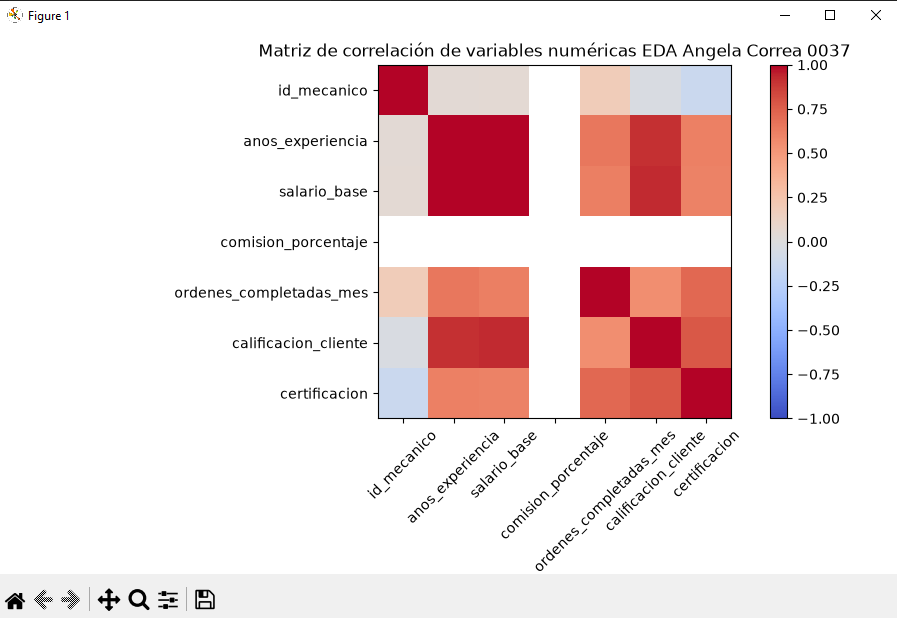 Figure 1
Matriz de correlación de variables numéricas EDA Angela Correa 0037
id_mecanico
anos_experiencia
salario_base
comision_porcentaje
ordenes_completadas_mes
calificacion_cliente
certificacion
id_mecanico
anos_experiencia
salario_base
comision_porcentaje
ordenes_completadas_mes
calificacion_cliente
certificacion
1.00
0.75
0.50
0.25
0.00
−0.25
−0.50
−0.75
−1.00